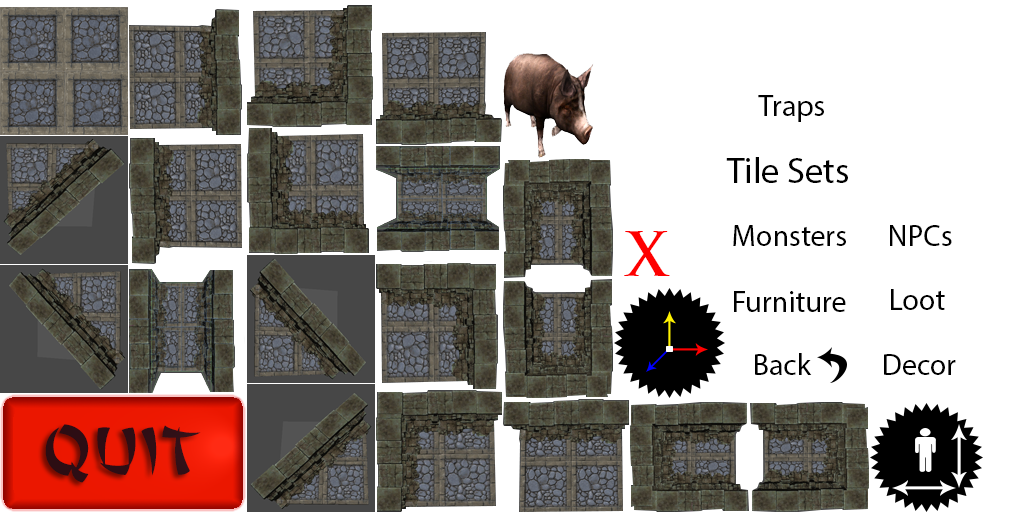 Traps
Tile Sets
X
Monsters NPCs
Furniture Loot
Back Decor
QUIT